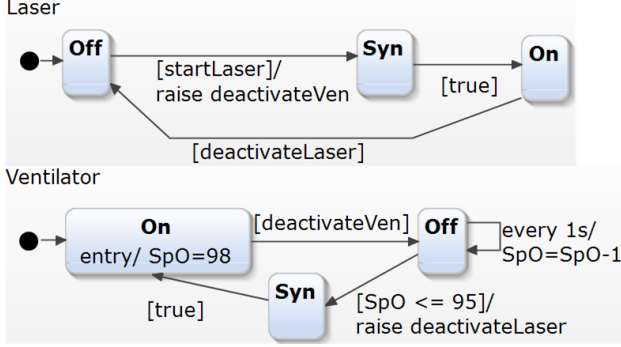 Laser
Off
Syn
On
[startLaser]/
raise deactivateVen
[true]
[deactivateLaser]
Ventilator
On
entry/ SpO=98
[deactivateVen]
Off
every 1s/
SpO=SpO-1
Syn
[true]
[SpO <= 95]/
raise deactivateLaser